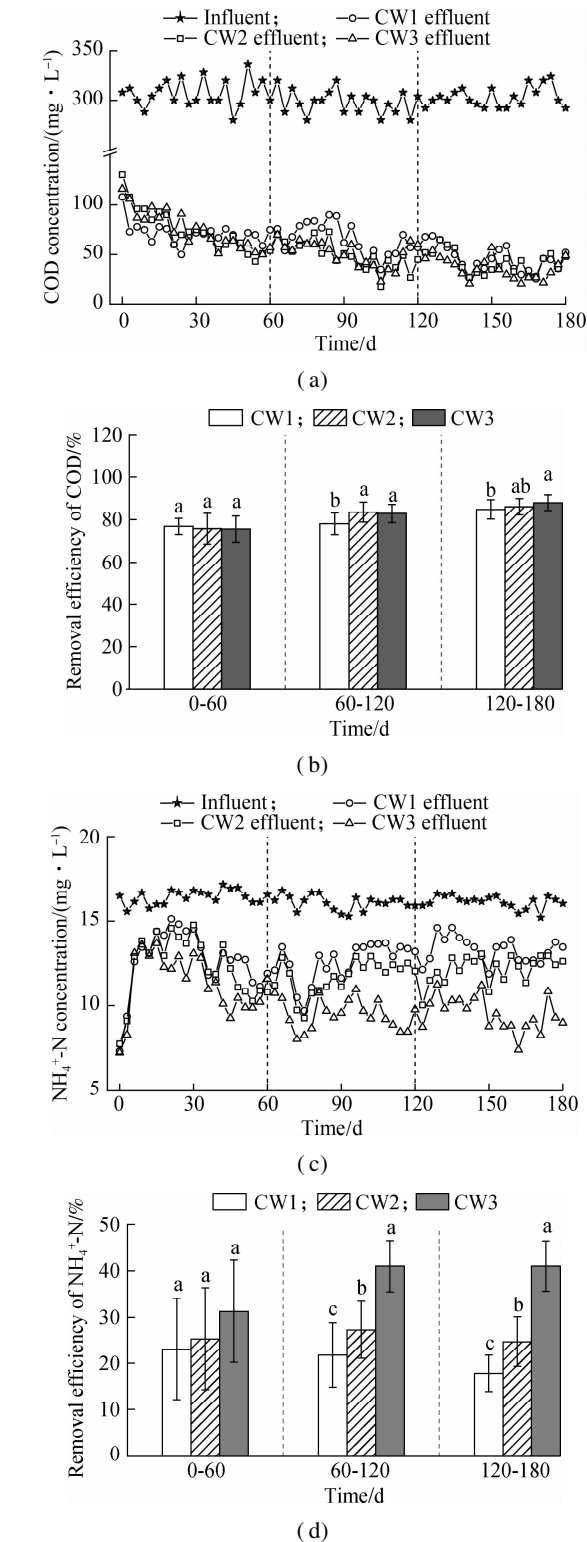 Influent; CW1 effluent
CW2 effluent; CW3 effluent
COD concentration/(mg · L⁻¹)
350
300
100
50
0
0 30 60 90 120 150 180
Time/d
(a)
CW1; CW2; CW3
Removal efficiency of COD/%
120
100
80
60
40
20
0
a a a
b a a
b ab a
0-60 60-120 120-180
Time/d
(b)
Influent; CW1 effluent
CW2 effluent; CW3 effluent
NH₄⁺-N concentration/(mg · L⁻¹)
20
15
10
5
0 30 60 90 120 150 180
Time/d
(c)
CW1; CW2; CW3
Removal efficiency of NH₄⁺-N/%
50
40
30
20
10
0
a a a
c b a
c b a
0-60 60-120 120-180
Time/d
(d)